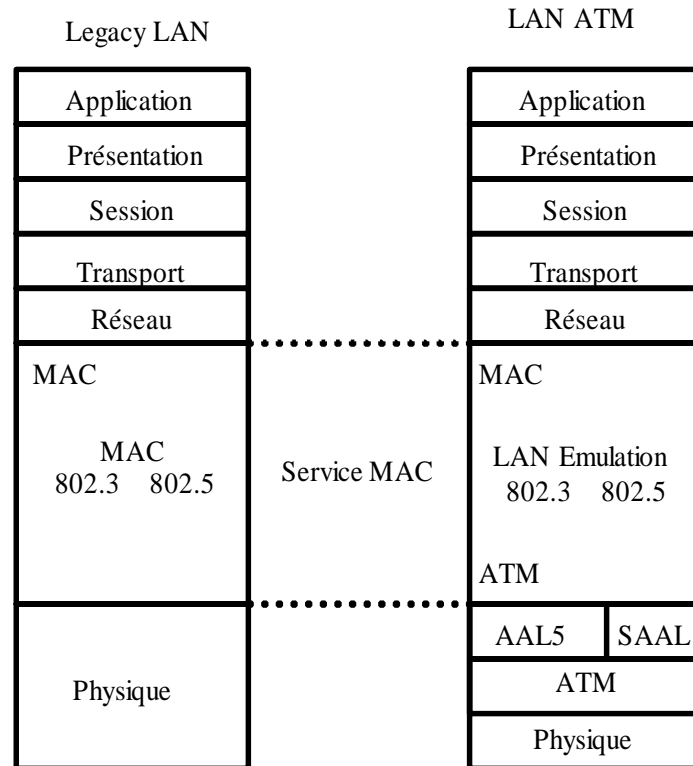 Legacy LAN
Application
Présentation
Session
Transport
Réseau
MAC
MAC
802.3 802.5
Physique
Service MAC
LAN ATM
Application
Présentation
Session
Transport
Réseau
MAC
LAN Emulation
802.3 802.5
ATM
AAL5 SAAL
ATM
Physique